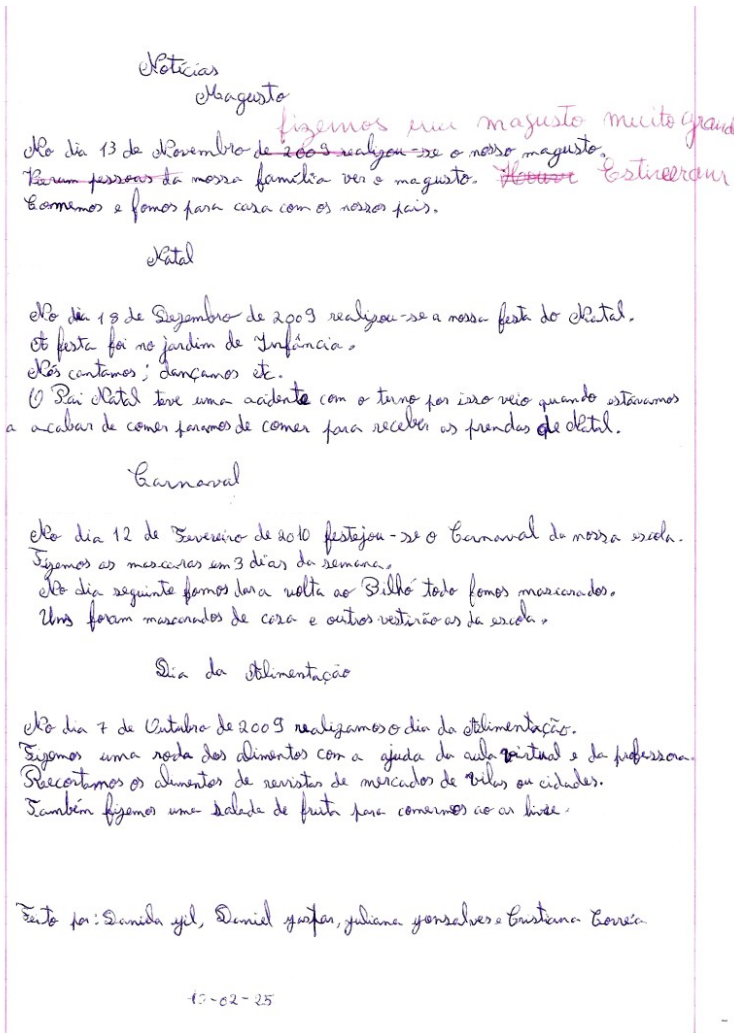 Notícias
Magusto
fizemos um magusto muito grand
No dia 13 de Novembro de 2009 realizou-se o nosso magusto.
pessoas da nossa família ver o magusto. Houve Estiveram
Comemos e fomos para casa com os nossos pais.
Natal
No dia 18 de Dezembro de 2009 realizou-se a nossa festa do Natal.
A festa foi no jardim de Infância.
Nós cantamos; dançamos etc.
O Pai Natal teve uma acidente com o turno por isso veio quando estávamos
a acabar de comer paramos de comer para receber as prendas de Natal.
Carnaval
No dia 12 de Fevereiro de 2010 festejou-se o Carnaval da nossa escola.
Fizemos as mascaras em 3 dias da semana.
No dia seguinte fomos dar a volta ao Bilhó todo fomos mascarados.
Uns foram mascarados de casa e outros vestirão as da escola.
Dia da Alimentação
No dia 7 de Outubro de 2009 realizamos o dia da Alimentação.
Fizemos uma roda dos alimentos com a ajuda da aula virtual e da professora.
Recortamos os alimentos de revistas de mercados de vilas ou cidades.
Também fizemos uma salada de fruta para comermos ao ar livre.
Feito por: Daniela gil, Daniel gaspar, juliana gonsalves e Cristiana Correia
10-02-25